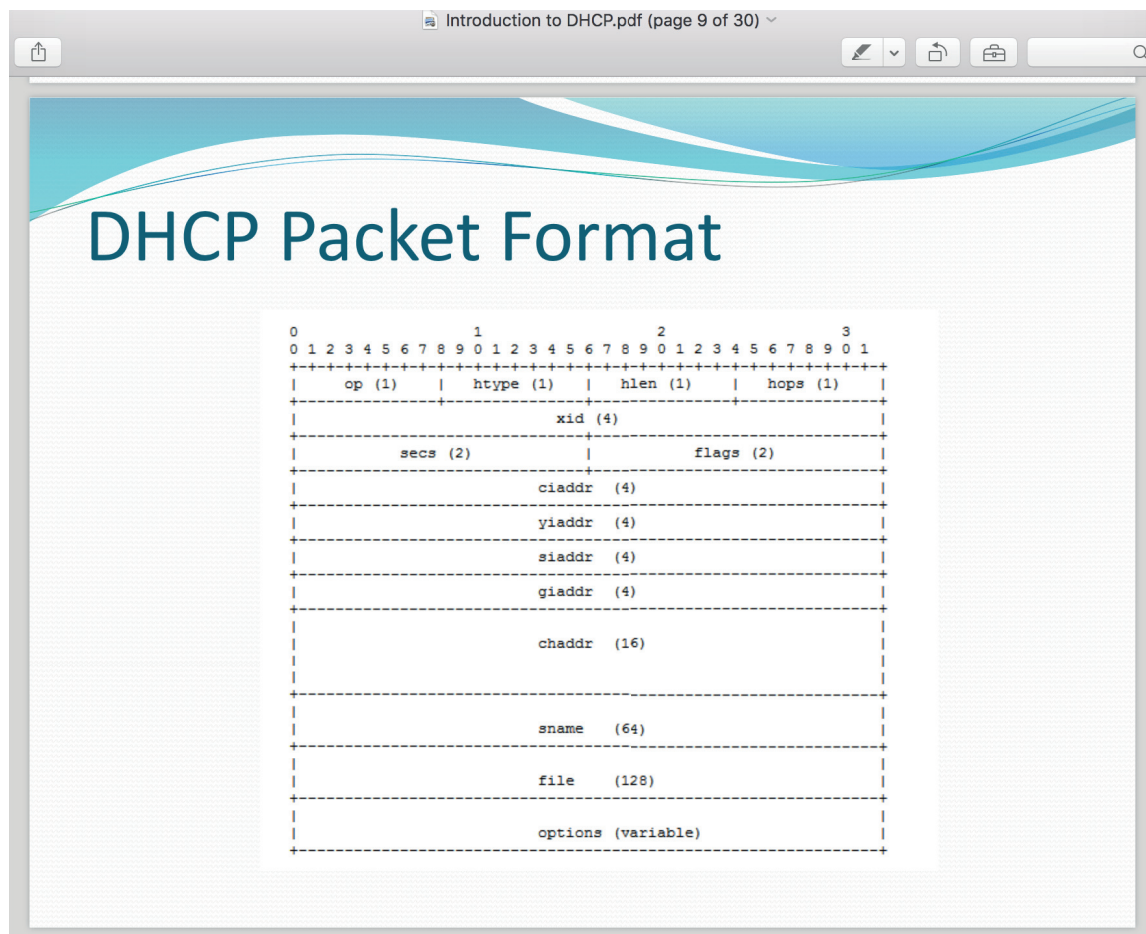 Introduction to DHCP.pdf (page 9 of 30)
DHCP Packet Format
0                   1                   2                   3
0 1 2 3 4 5 6 7 8 9 0 1 2 3 4 5 6 7 8 9 0 1 2 3 4 5 6 7 8 9 0 1
+-+-+-+-+-+-+-+-+-+-+-+-+-+-+-+-+-+-+-+-+-+-+-+-+-+-+-+-+-+-+-+-+
| op (1) | htype (1) | hlen (1) | hops (1) |
| xid (4) |
| secs (2) | flags (2) |
| ciaddr (4) |
| yiaddr (4) |
| siaddr (4) |
| giaddr (4) |
| chaddr (16) |
| sname (64) |
| file (128) |
| options (variable) |